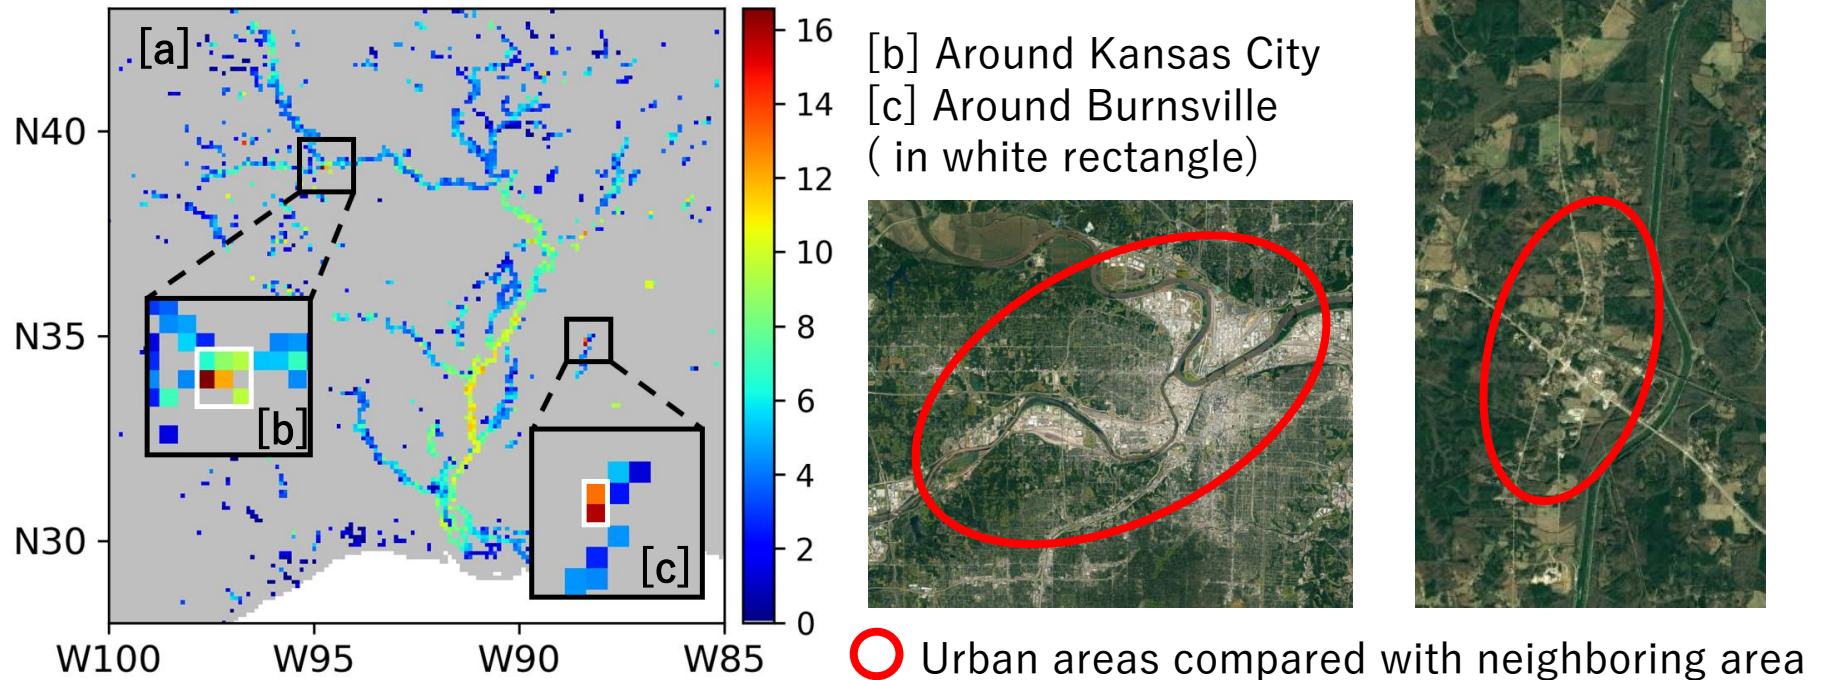 [a]
N40
N35
N30
W100
W95
W90
W85
[b]
[c]
16
14
12
10
8
6
4
2
0
[b] Around Kansas City
[c] Around Burnsville
( in white rectangle)
Urban areas compared with neighboring area